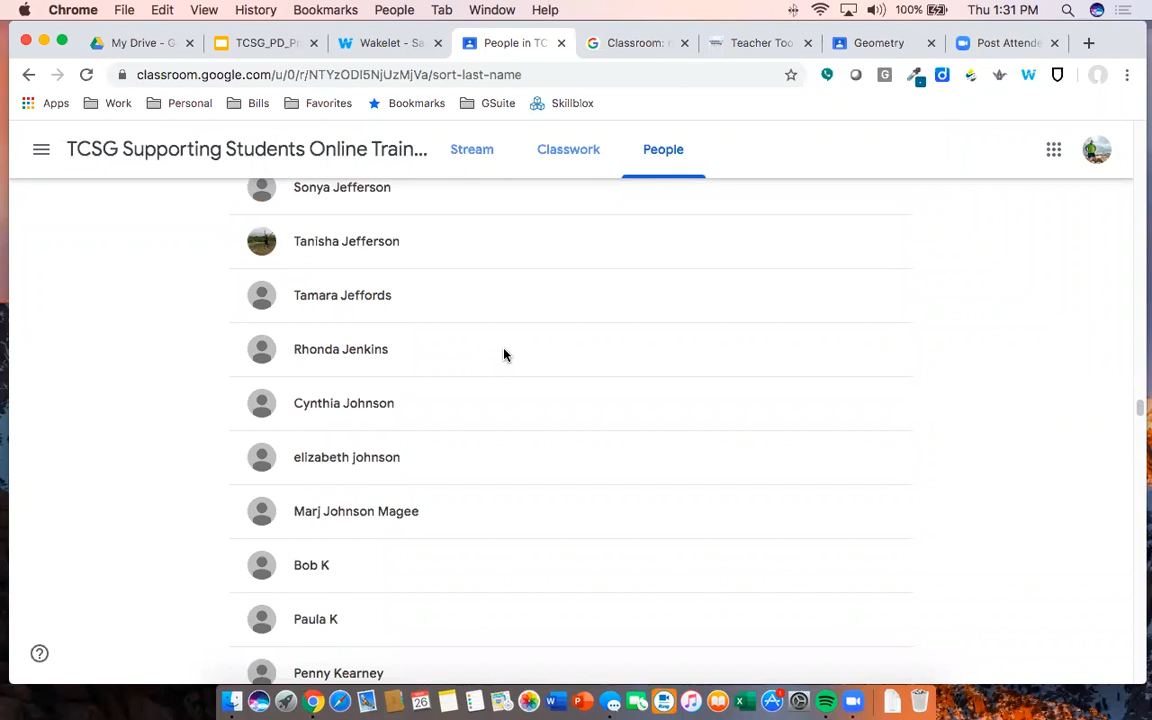 Chrome File Edit View History Bookmarks People Tab Window Help 100% Thu 1:31 PM
My Drive - G TCSG_PD_Pr Wakelet - Sa People in TC Classroom: r Teacher Too Geometry Post Attende
classroom.google.com/u/0/r/NTYzODI5NjUzMjVa/sort-last-name
Apps Work Personal Bills Favorites Bookmarks GSuite Skillblox
TCSG Supporting Students Online Train... Stream Classwork People
Sonya Jefferson
Tanisha Jefferson
Tamara Jeffords
Rhonda Jenkins
Cynthia Johnson
elizabeth johnson
Marj Johnson Magee
Bob K
Paula K
Penny Kearney
26